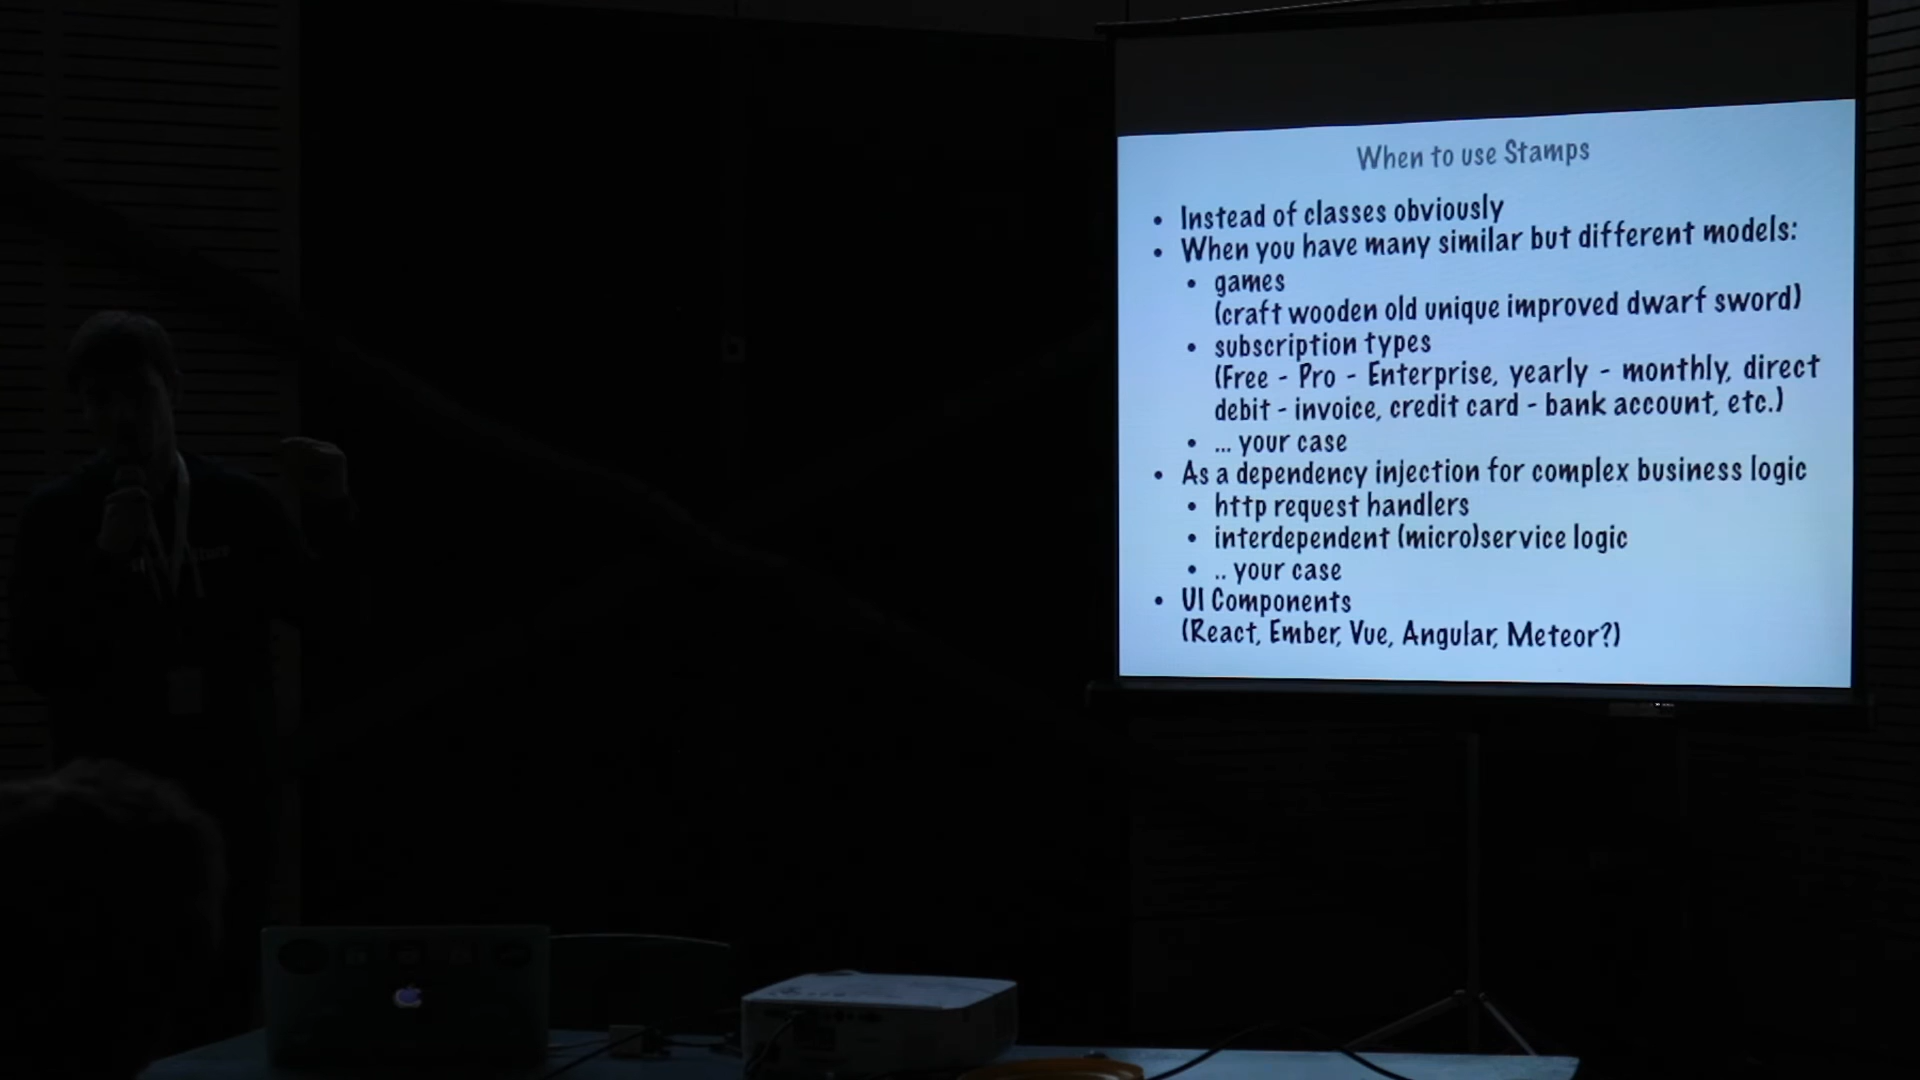 When to use Stamps
• Instead of classes obviously
• When you have many similar but different models:
• games
(craft wooden old unique improved dwarf sword)
• subscription types
(Free - Pro - Enterprise, yearly - monthly, direct
debit - invoice, credit card - bank account, etc.)
• ... your case
• As a dependency injection for complex business logic
• http request handlers
• interdependent (micro)service logic
• .. your case
• UI Components
(React, Ember, Vue, Angular, Meteor?)